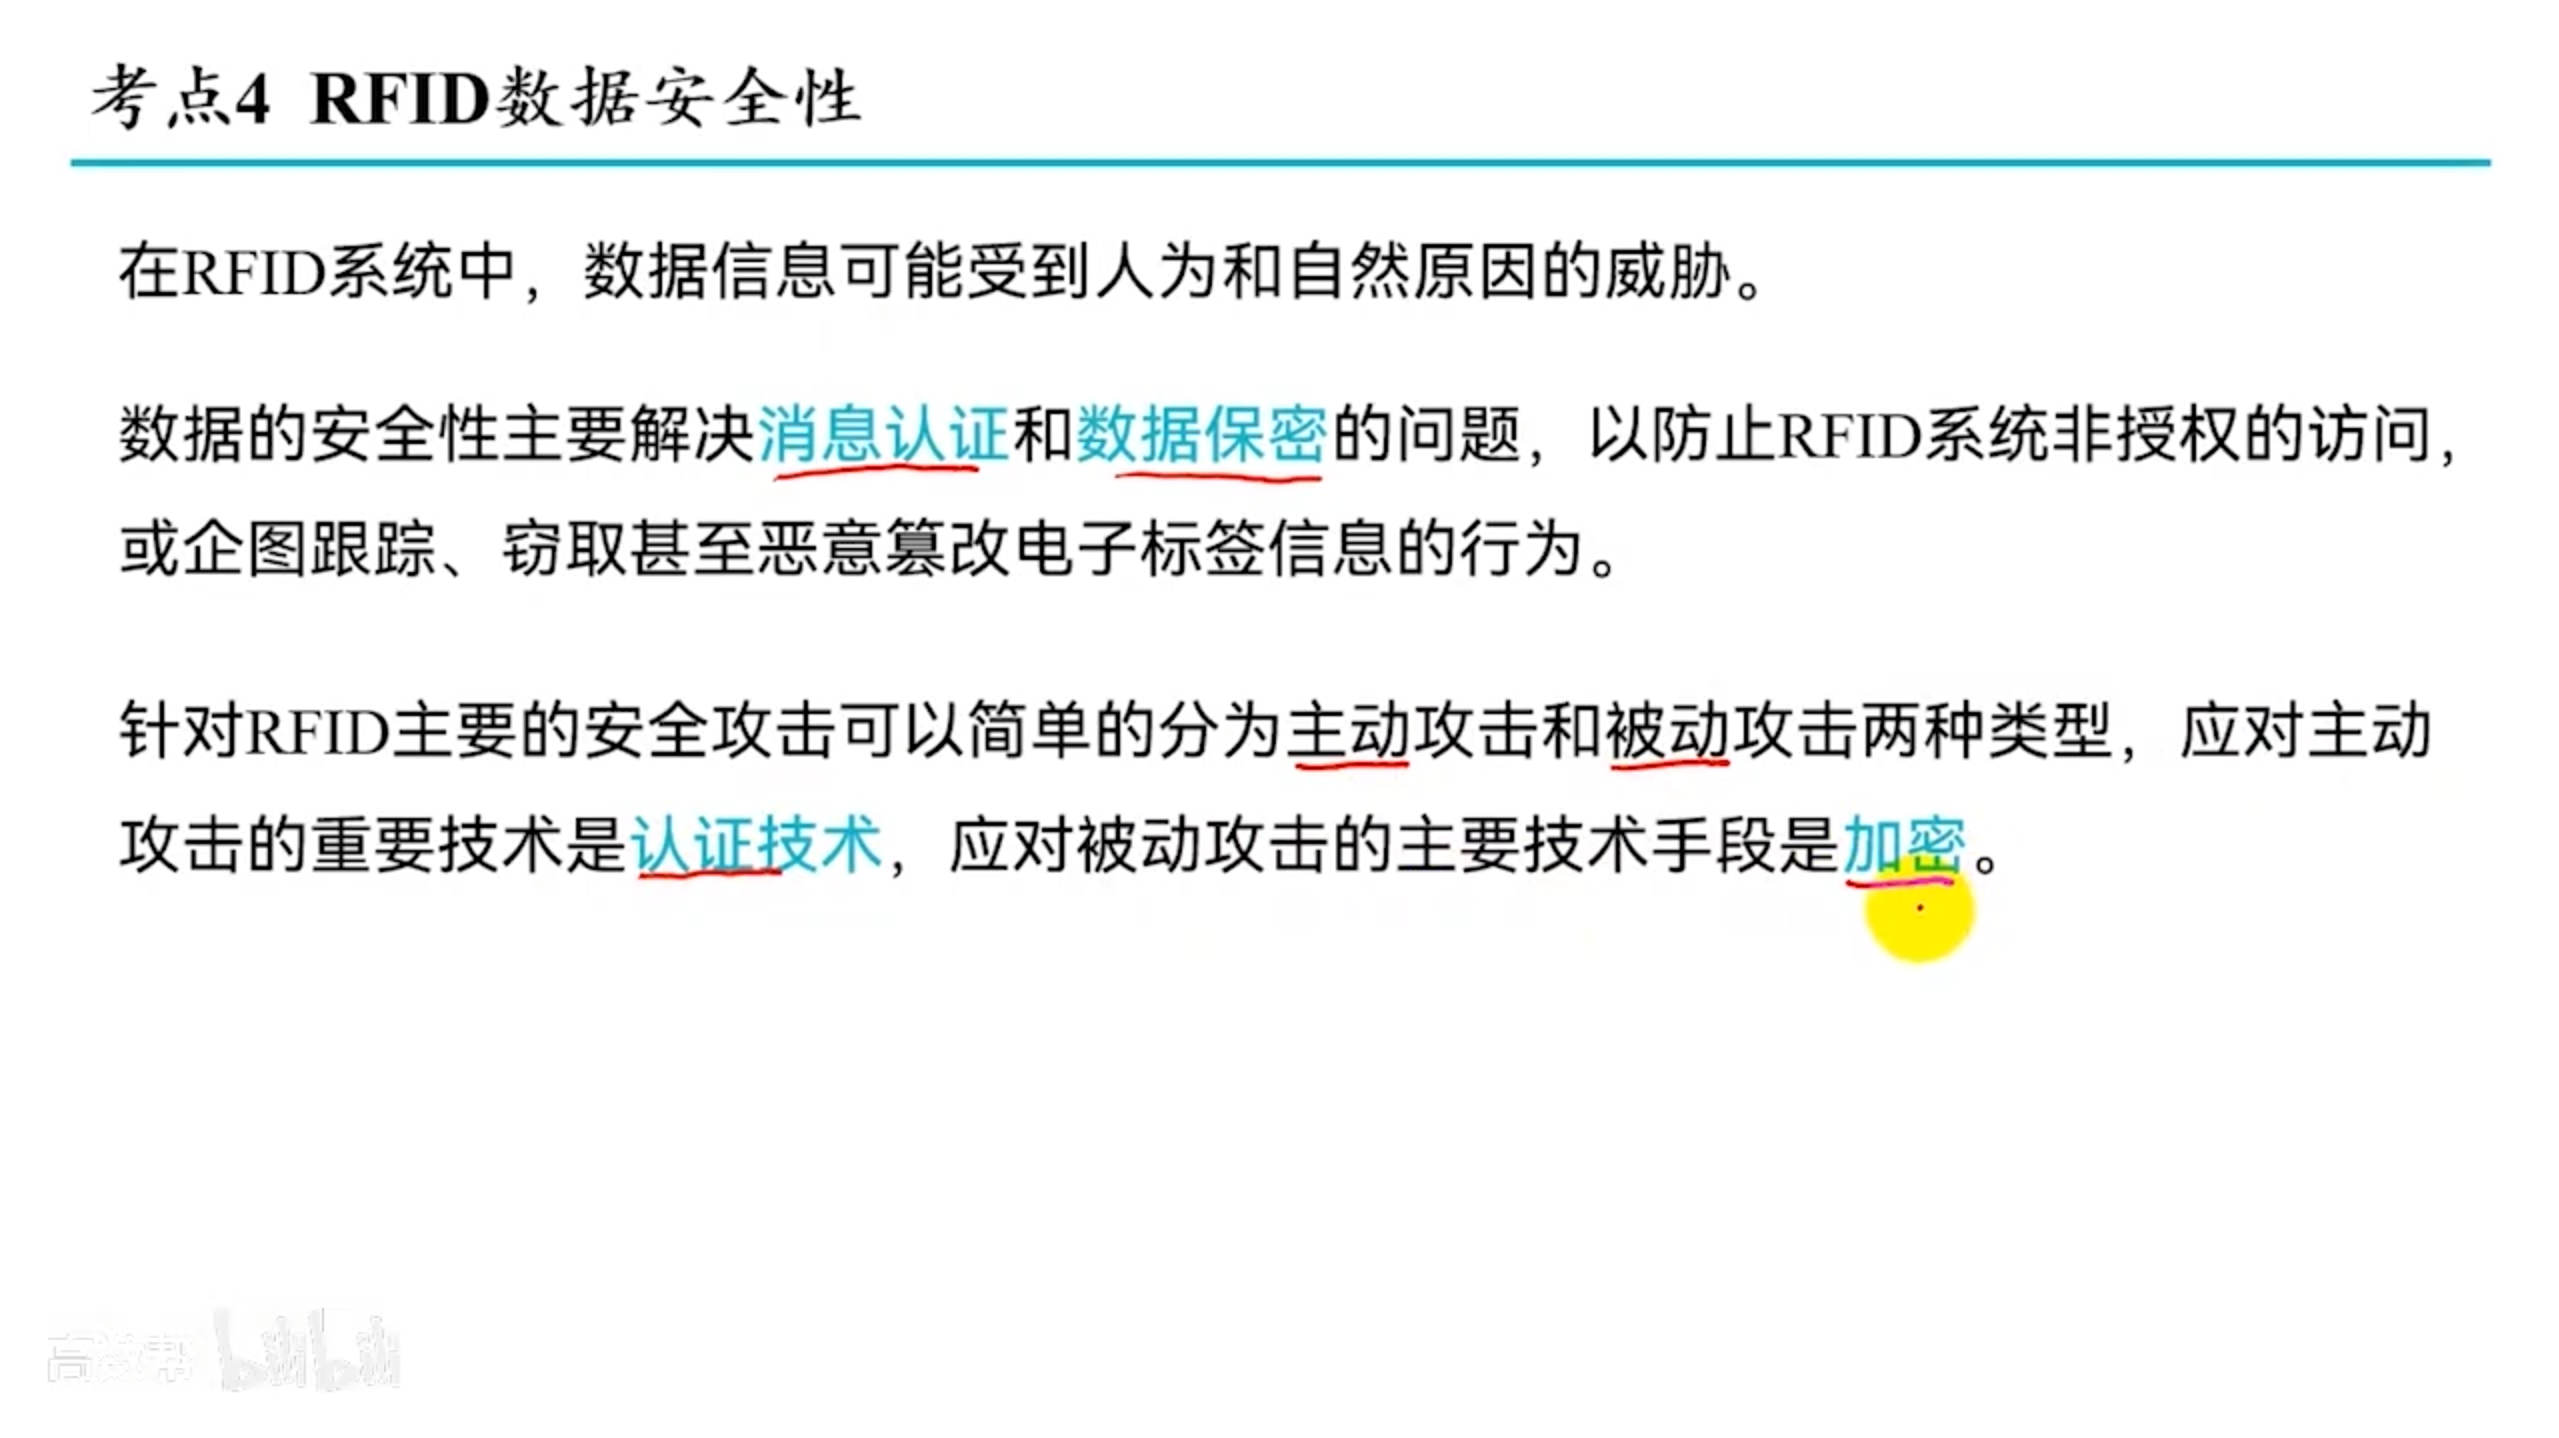 考点4 RFID数据安全性
在RFID系统中，数据信息可能受到人为和自然原因的威胁。
数据的安全性主要解决消息认证和数据保密的问题，以防止RFID系统非授权的访问，
或企图跟踪、窃取甚至恶意篡改电子标签信息的行为。
针对RFID主要的安全攻击可以简单的分为主动攻击和被动攻击两种类型，应对主动
攻击的重要技术是认证技术，应对被动攻击的主要技术手段是加密。
高数帮 bilibili